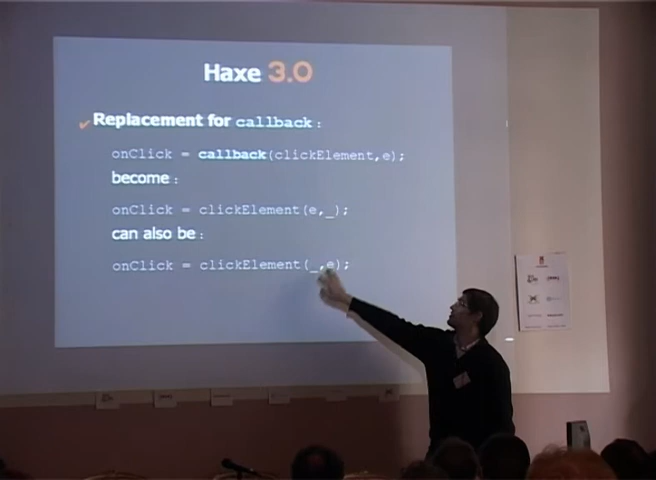 Haxe 3.0
✔Replacement for callback :
onClick = callback(clickElement,e);
become :
onClick = clickElement(e,_);
can also be :
onClick = clickElement(_,e);